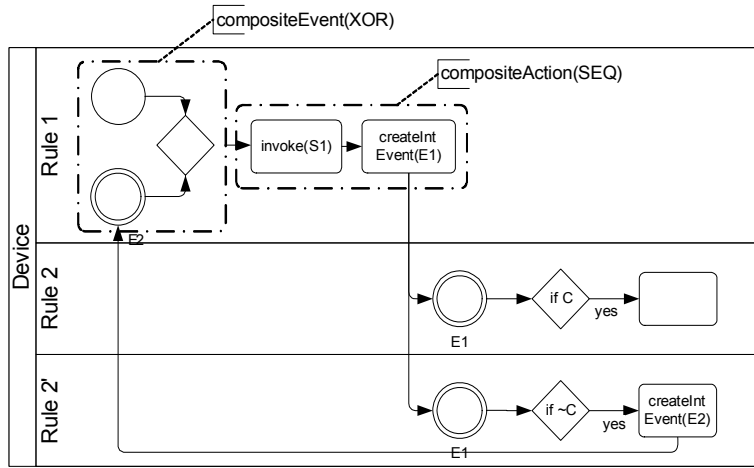 compositeEvent(XOR)
compositeAction(SEQ)
Device
Rule 1
invoke(S1)
createInt
Event(E1)
E2
Rule 2
E1
if C
yes
Rule 2'
E1
if ~C
yes
createInt
Event(E2)